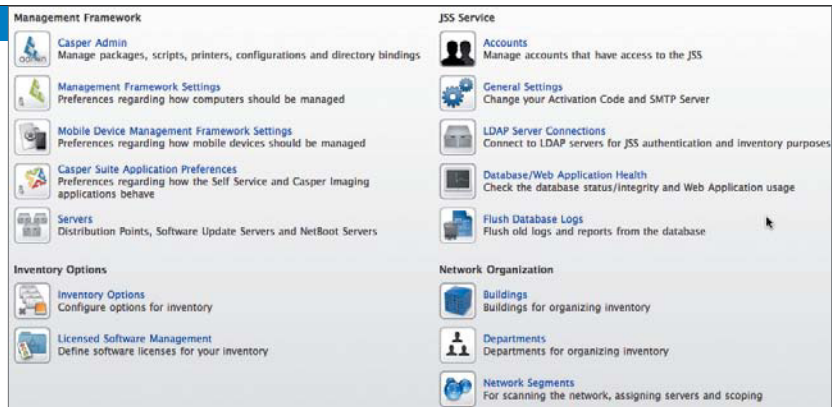 Management Framework
Casper Admin
Manage packages, scripts, printers, configurations and directory bindings
Management Framework Settings
Preferences regarding how computers should be managed
Mobile Device Management Framework Settings
Preferences regarding how mobile devices should be managed
Casper Suite Application Preferences
Preferences regarding how the Self Service and Casper Imaging
applications behave
Servers
Distribution Points, Software Update Servers and NetBoot Servers
Inventory Options
Inventory Options
Configure options for inventory
Licensed Software Management
Define software licenses for your inventory
JSS Service
Accounts
Manage accounts that have access to the JSS
General Settings
Change your Activation Code and SMTP Server
LDAP Server Connections
Connect to LDAP servers for JSS authentication and inventory purposes
Database/Web Application Health
Check the database status/integrity and Web Application usage
Flush Database Logs
Flush old logs and reports from the database
Network Organization
Buildings
Buildings for organizing inventory
Departments
Departments for organizing inventory
Network Segments
For scanning the network, assigning servers and scoping